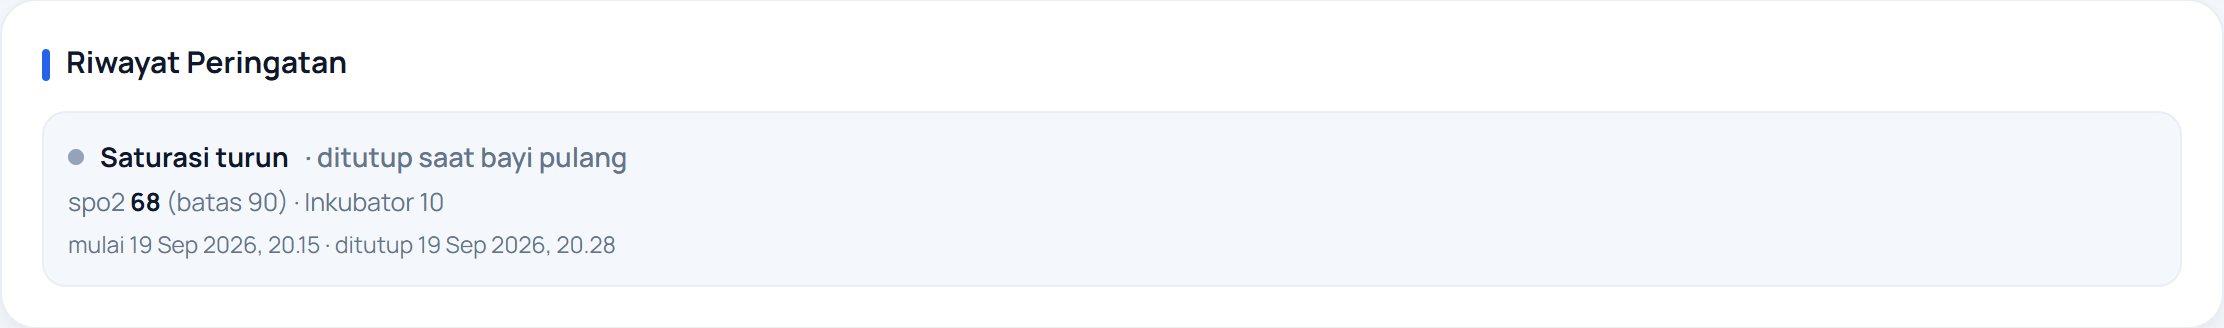 Riwayat Peringatan
Saturasi turun · ditutup saat bayi pulang
spo2 68 (batas 90) · Inkubator 10
mulai 19 Sep 2026, 20.15 · ditutup 19 Sep 2026, 20.28